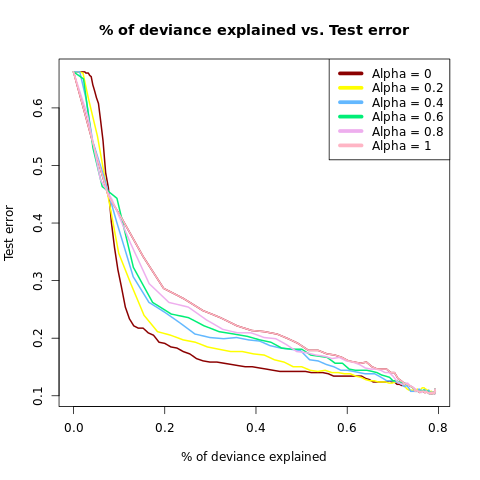 % of deviance explained vs. Test error
Alpha = 0
Alpha = 0.2
Alpha = 0.4
Alpha = 0.6
Alpha = 0.8
Alpha = 1
Test error
0.6
0.5
0.4
0.3
0.2
0.1
0.0 0.2 0.4 0.6 0.8
% of deviance explained